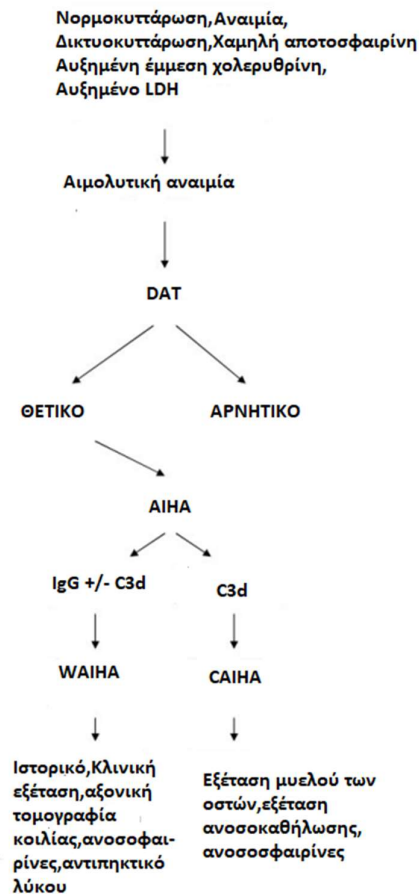 Νορμοκυττάρωση,Αναιμία,
Δικτυοκυττάρωση,Χαμηλή αποτοσφαιρίνη
Αυξημένη έμμεση χολερυθρίνη,
Αυξημένο LDH
Αιμολυτική αναιμία
DAT
ΘΕΤΙΚΟ
ΑΡΝΗΤΙΚΟ
AIHA
IgG +/- C3d
C3d
WAIHA
CAIHA
Ιστορικό,Κλινική
εξέταση,αξονική
τομογραφία
κοιλίας,ανοσοφαι-
ρίνες,αντιπηκτικό
λύκου
Εξέταση μυελού των
οστών,εξέταση
ανοσοκαθήλωσης,
ανοσοσφαιρίνες